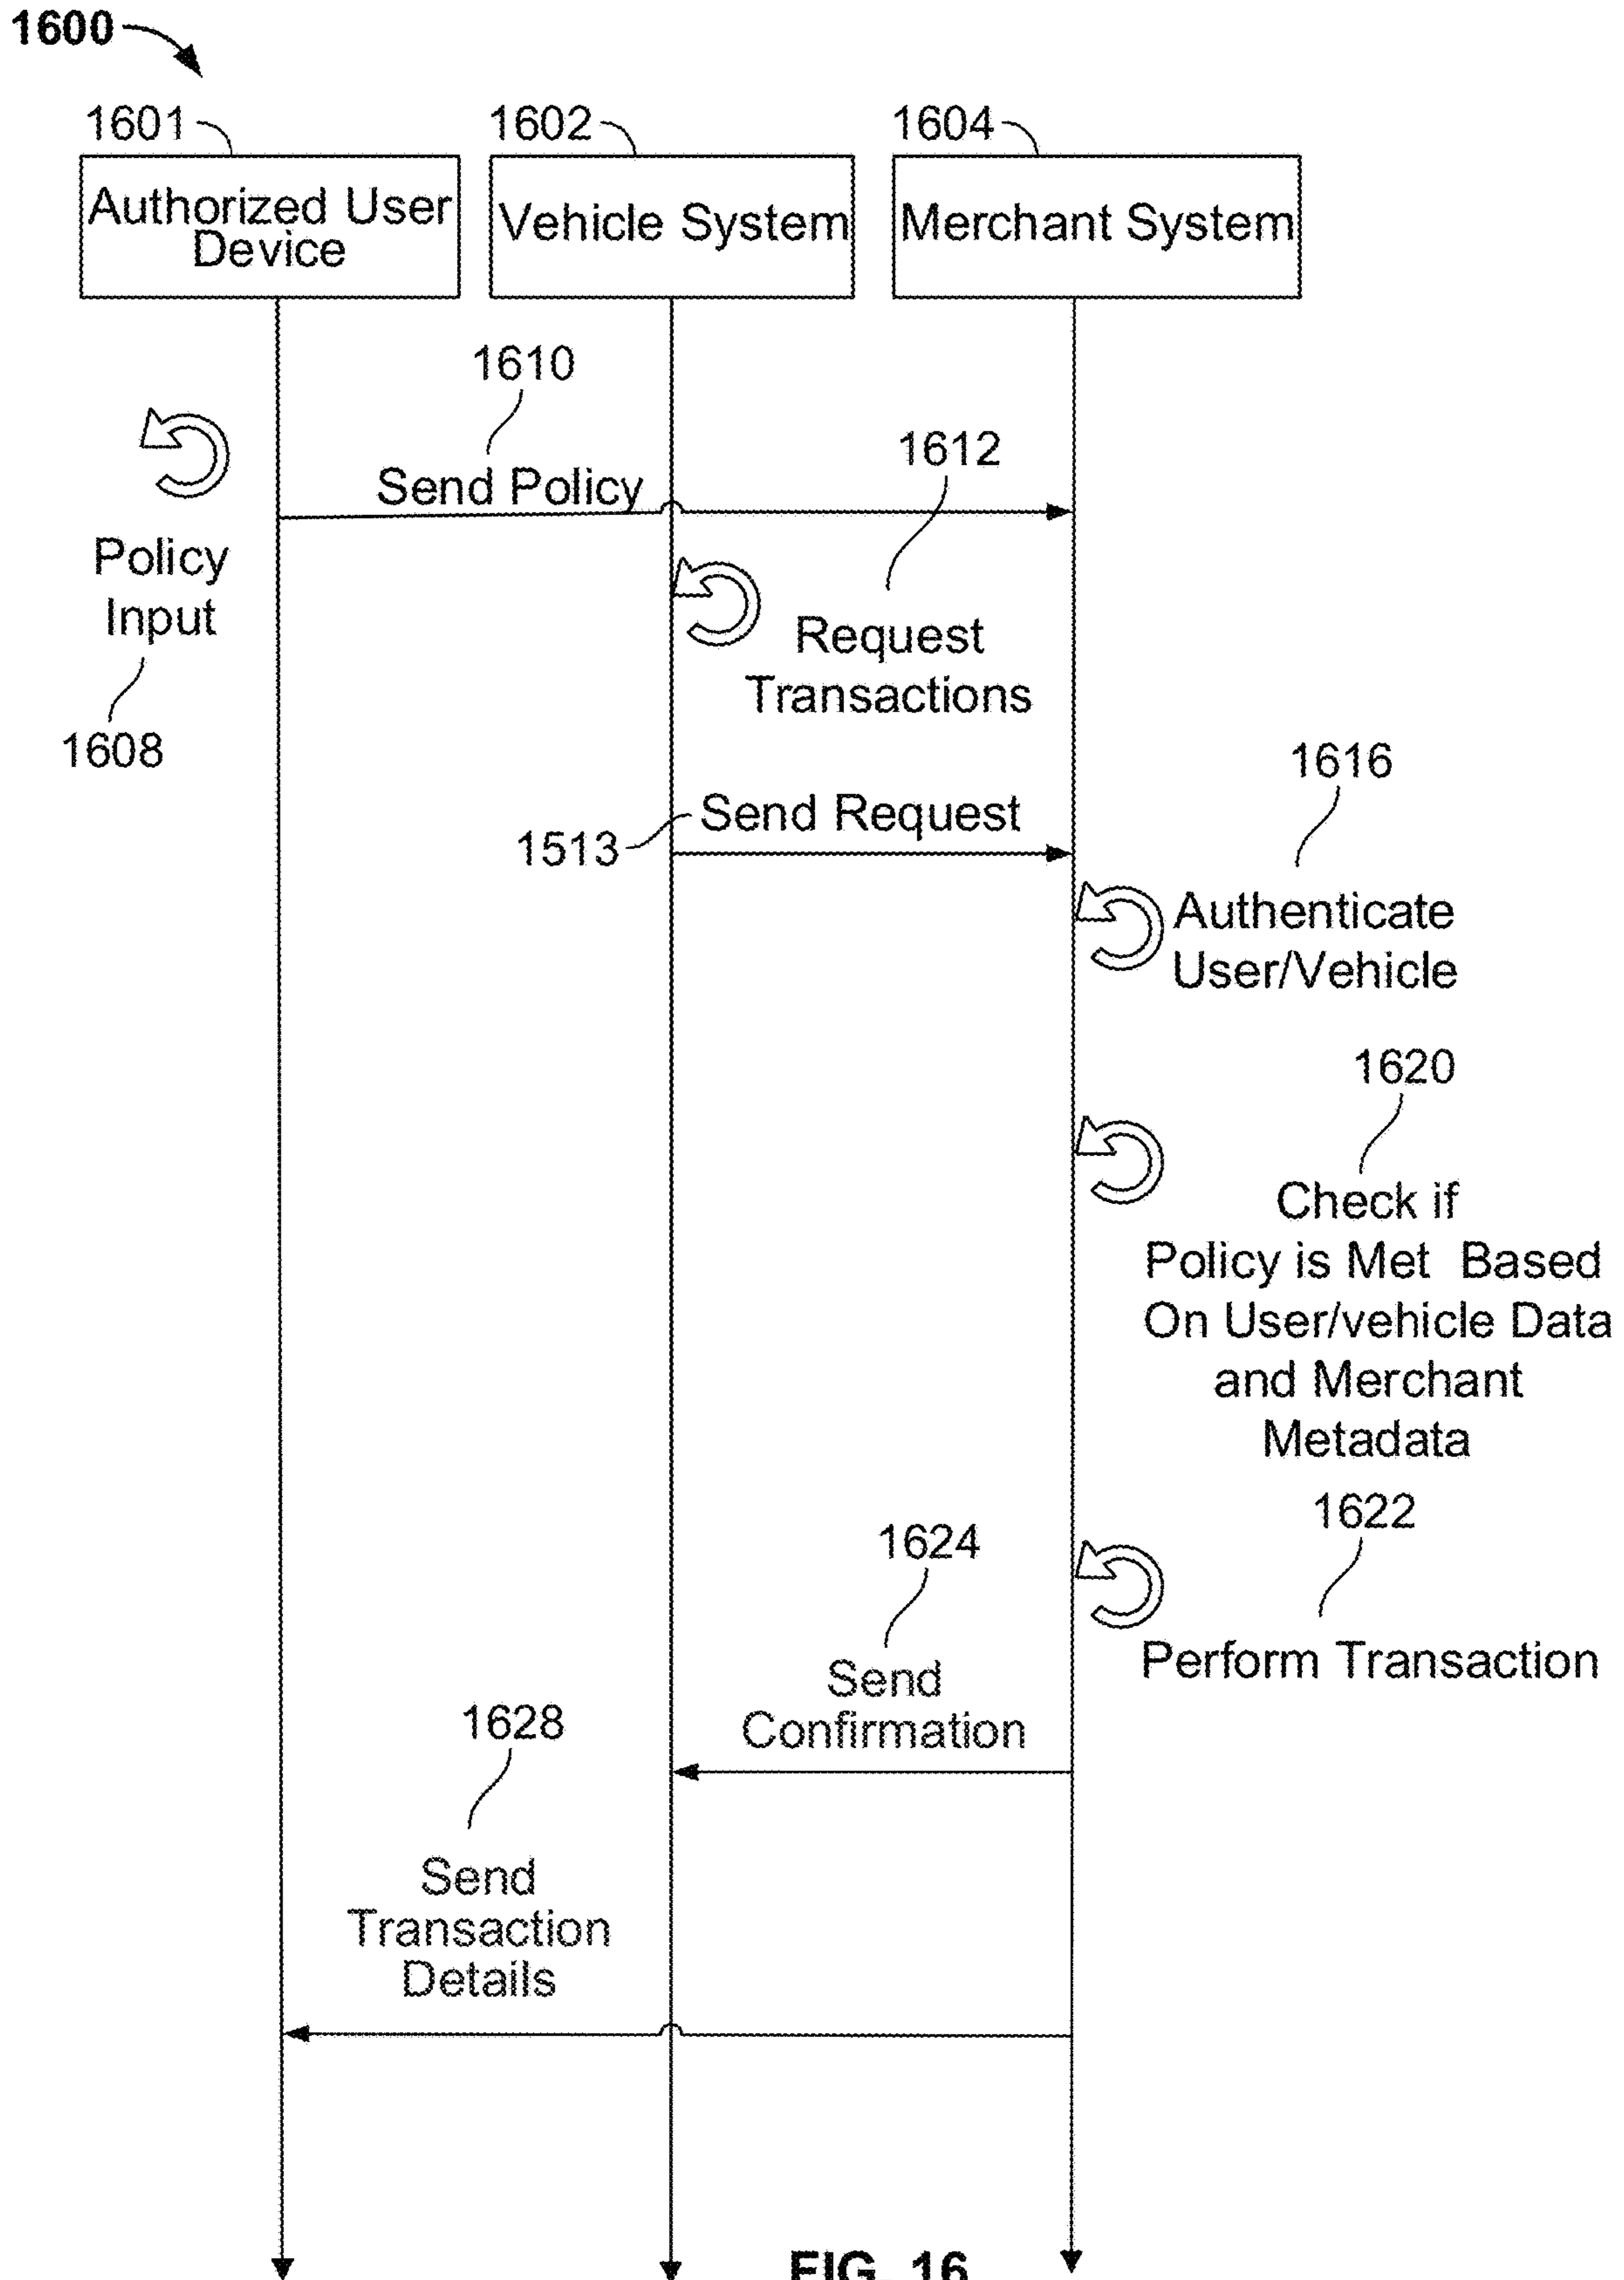 1600
1601
1602
1604
Authorized User
Device
Vehicle System
Merchant System
1610
1612
Send Policy
Policy
Input
1608
Request
Transactions
1616
Send Request
1513
Authenticate
User/Vehicle
1620
Check if
Policy is Met Based
On User/vehicle Data
and Merchant
Metadata
1622
1624
Perform Transaction
Send
Confirmation
1628
Send
Transaction
Details
FIG. 16